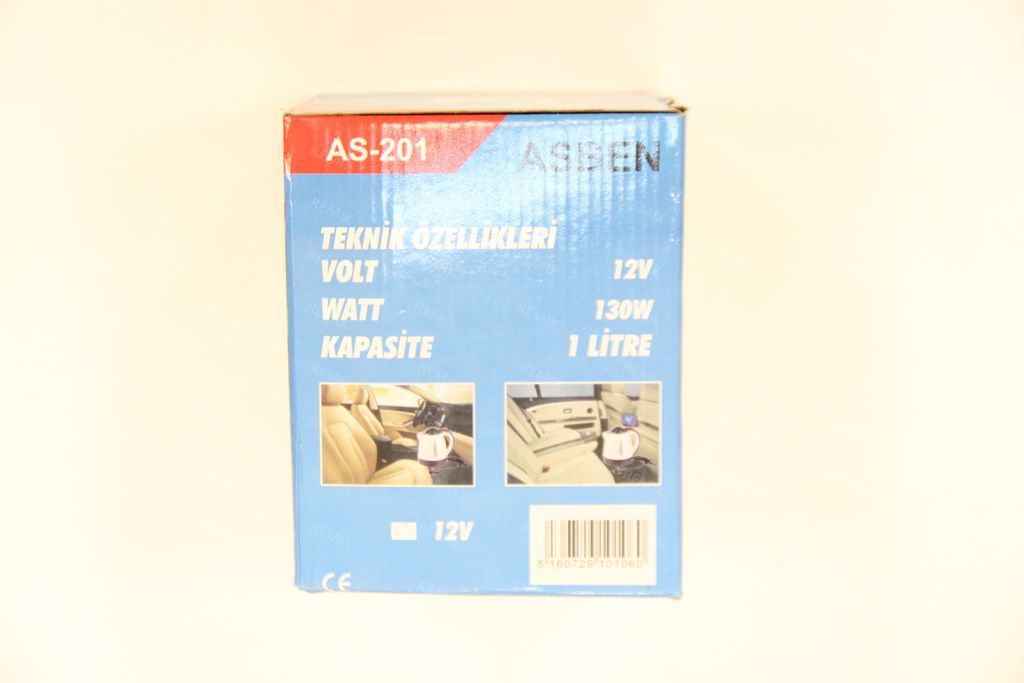 AS-201
ASBEN
TEKNİK ÖZELLİKLERİ
VOLT 12V
WATT 130W
KAPASİTE 1 LİTRE
12V
5 160729 101060
CE
REMIX